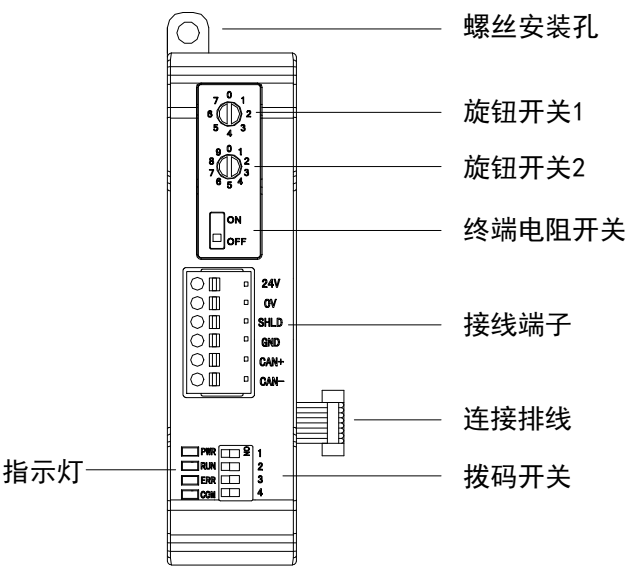 螺丝安装孔
0
7 1
6 2
5 3
4
旋钮开关1
0
9 1
8 2
7 3
6 4
5
旋钮开关2
ON
OFF
终端电阻开关
24V
0V
SHLD
GND
CAN+
CAN-
接线端子
连接排线
PWR NO 1
RUN 2
ERR 3
COM 4
指示灯
拨码开关